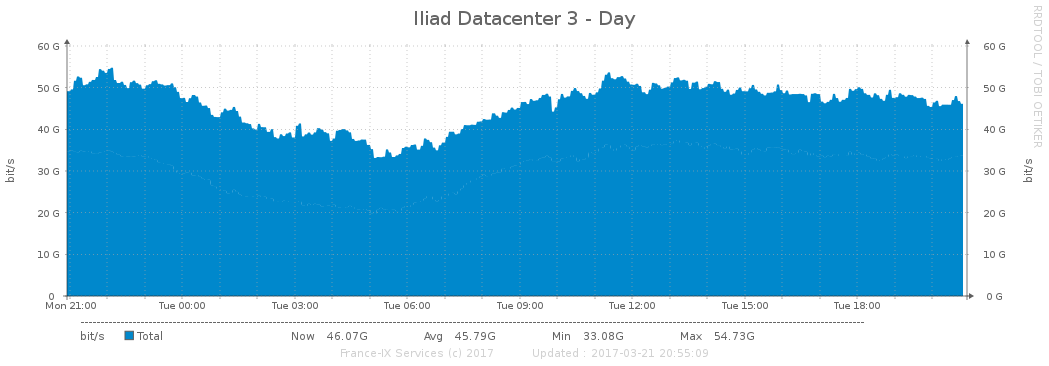 Iliad Datacenter 3 - Day
RRDTOOL / TOBI OETIKER
60 G 60 G
50 G 50 G
40 G 40 G
30 G 30 G
20 G 20 G
10 G 10 G
0 0 G
bit/s bit/s
Mon 21:00 Tue 00:00 Tue 03:00 Tue 06:00 Tue 09:00 Tue 12:00 Tue 15:00 Tue 18:00
bit/s Total Now 46.07G Avg 45.79G Min 33.08G Max 54.73G
France-IX Services (c) 2017 Updated : 2017-03-21 20:55:09